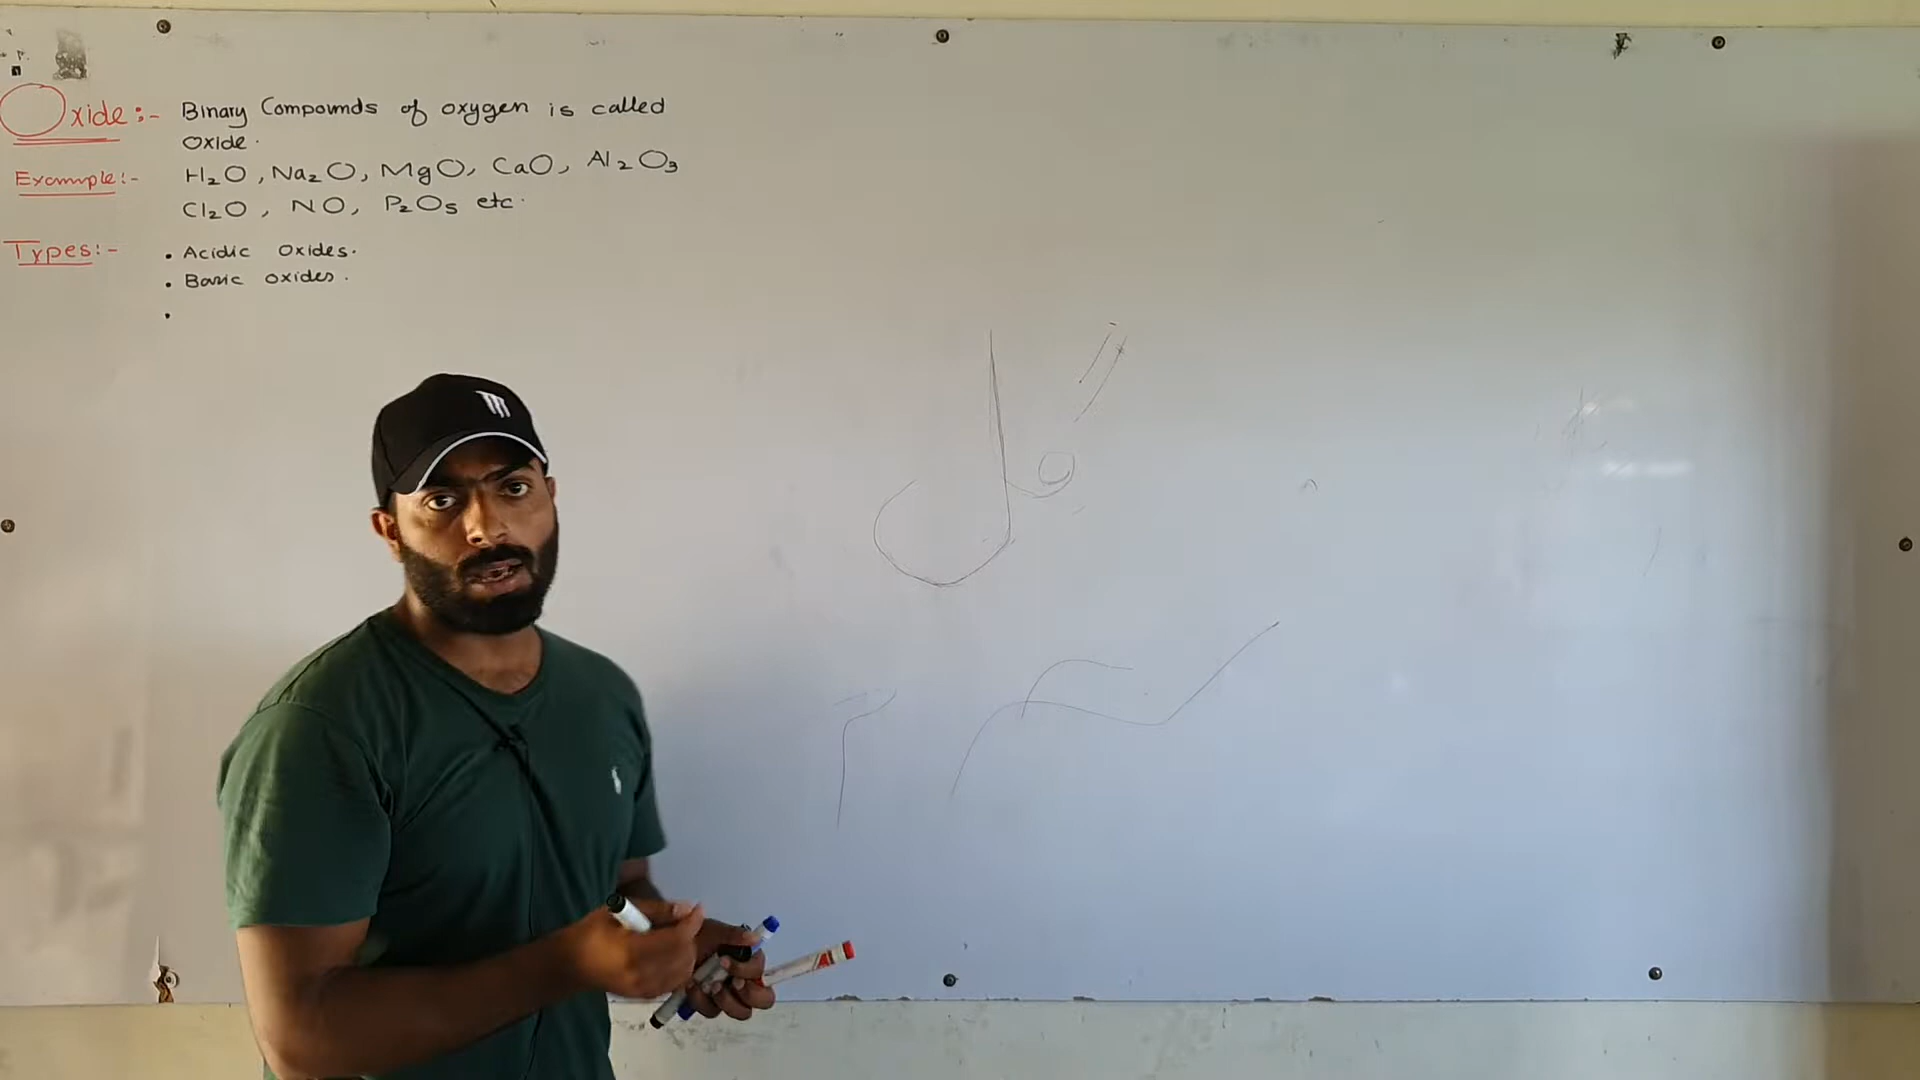 Oxide:- Binary Compounds of oxygen is called
oxide.
Example:- H₂O, Na₂O, MgO, CaO, Al₂O₃
Cl₂O, NO, P₂O₅ etc.
Types:- • Acidic Oxides.
• Basic oxides.
•